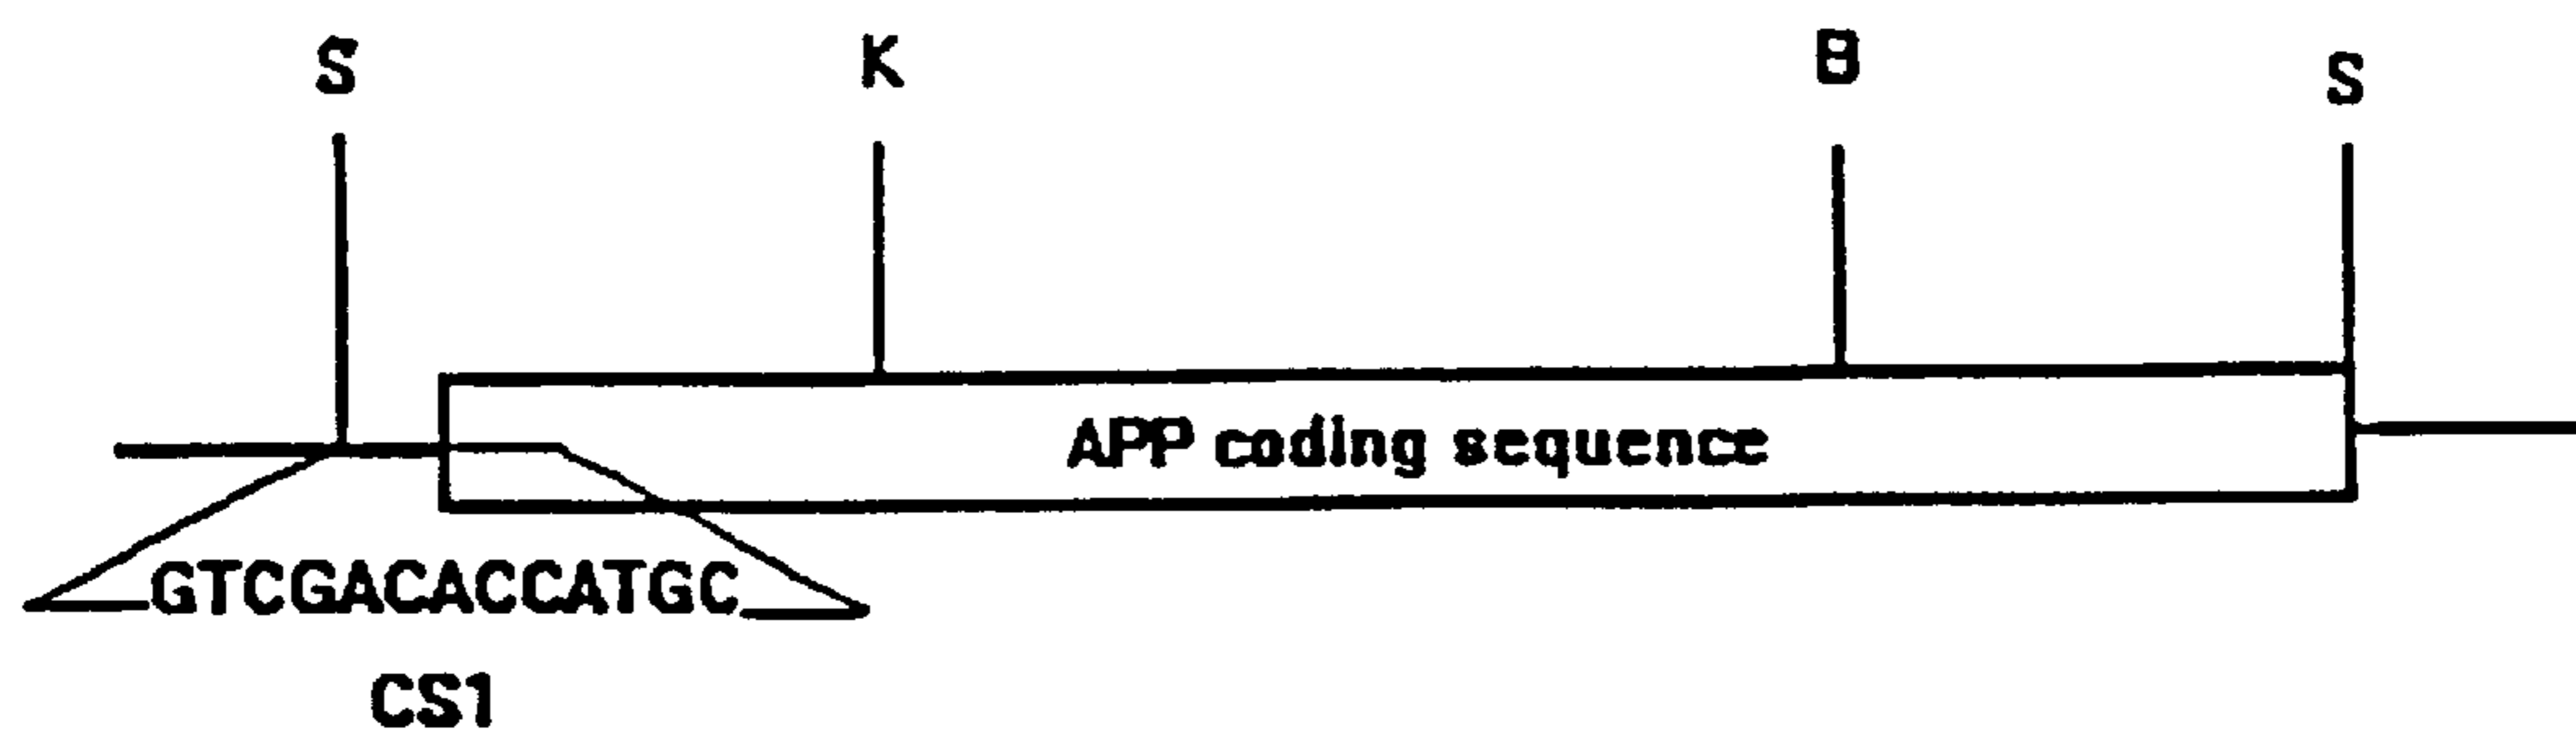 S K B S
APP coding sequence
GTCGACACCATGC
CS1